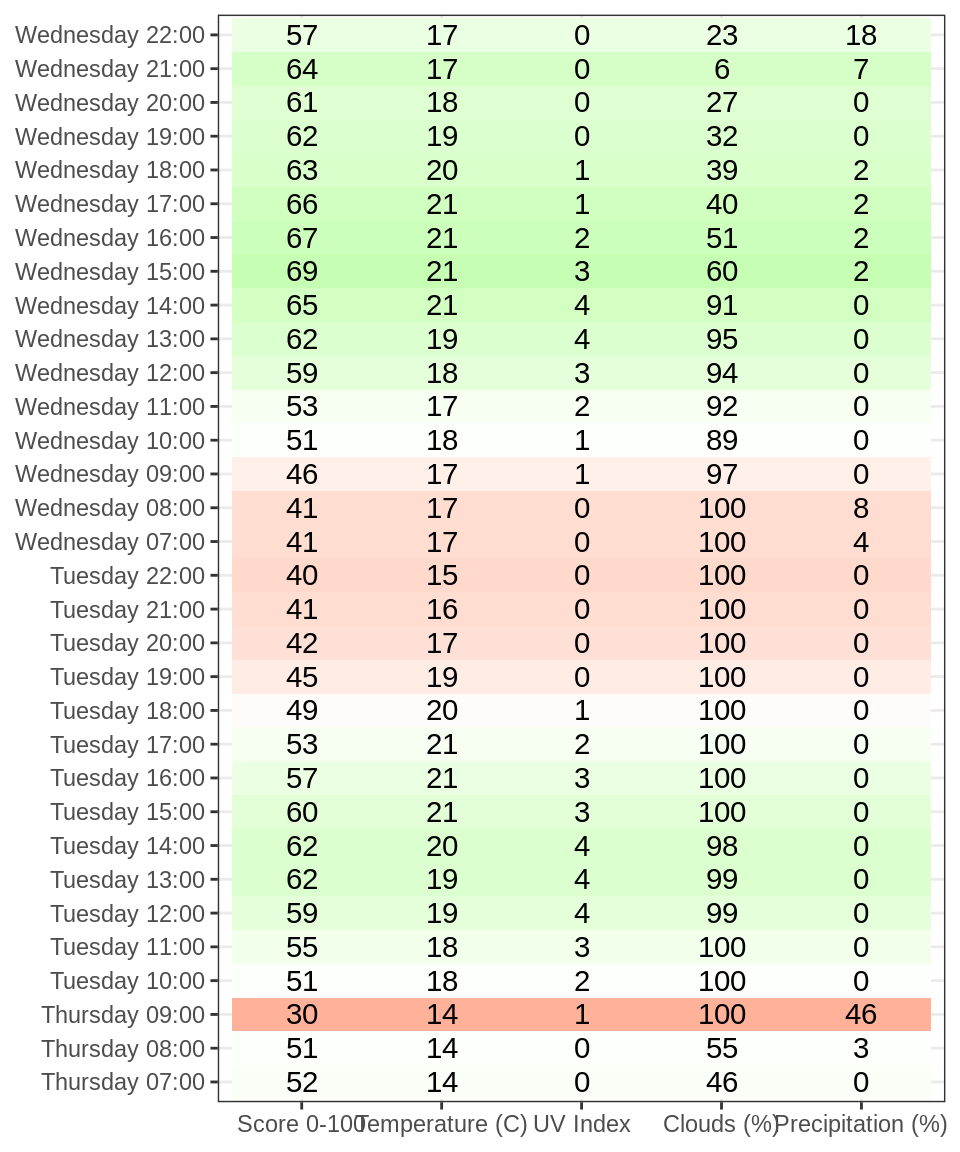 Wednesday 22:00 57 17 0 23 18
Wednesday 21:00 64 17 0 6 7
Wednesday 20:00 61 18 0 27 0
Wednesday 19:00 62 19 0 32 0
Wednesday 18:00 63 20 1 39 2
Wednesday 17:00 66 21 1 40 2
Wednesday 16:00 67 21 2 51 2
Wednesday 15:00 69 21 3 60 2
Wednesday 14:00 65 21 4 91 0
Wednesday 13:00 62 19 4 95 0
Wednesday 12:00 59 18 3 94 0
Wednesday 11:00 53 17 2 92 0
Wednesday 10:00 51 18 1 89 0
Wednesday 09:00 46 17 1 97 0
Wednesday 08:00 41 17 0 100 8
Wednesday 07:00 41 17 0 100 4
Tuesday 22:00 40 15 0 100 0
Tuesday 21:00 41 16 0 100 0
Tuesday 20:00 42 17 0 100 0
Tuesday 19:00 45 19 0 100 0
Tuesday 18:00 49 20 1 100 0
Tuesday 17:00 53 21 2 100 0
Tuesday 16:00 57 21 3 100 0
Tuesday 15:00 60 21 3 100 0
Tuesday 14:00 62 20 4 98 0
Tuesday 13:00 62 19 4 99 0
Tuesday 12:00 59 19 4 99 0
Tuesday 11:00 55 18 3 100 0
Tuesday 10:00 51 18 2 100 0
Thursday 09:00 30 14 1 100 46
Thursday 08:00 51 14 0 55 3
Thursday 07:00 52 14 0 46 0
Score 0-100 Temperature (C) UV Index Clouds (%) Precipitation (%)